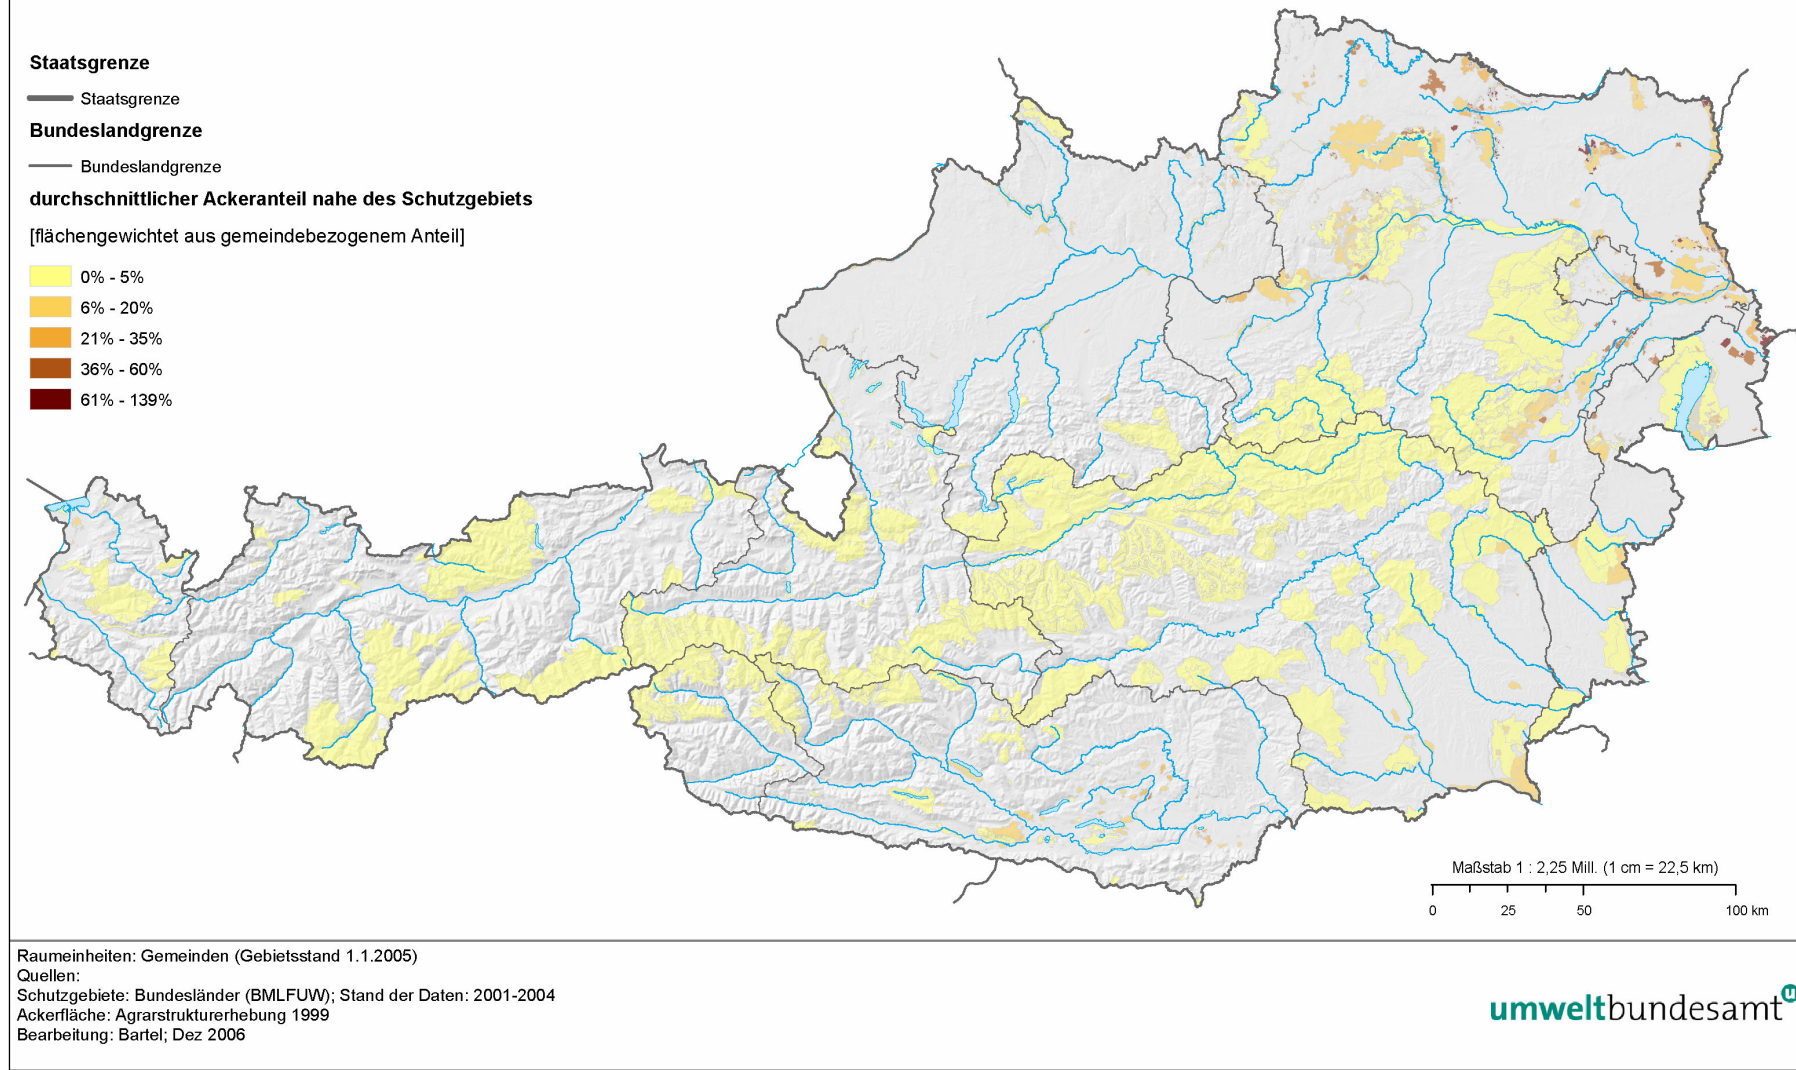 Staatsgrenze
Staatsgrenze
Bundeslandgrenze
Bundeslandgrenze
durchschnittlicher Ackeranteil nahe des Schutzgebiets
[flächengewichtet aus gemeindebezogenem Anteil]
0% - 5%
6% - 20%
21% - 35%
36% - 60%
61% - 139%
Maßstab 1 : 2,25 Mill. (1 cm = 22,5 km)
0 25 50 100 km
Raumeinheiten: Gemeinden (Gebietsstand 1.1.2005)
Quellen:
Schutzgebiete: Bundesländer (BMLFUW); Stand der Daten: 2001-2004
Ackerfläche: Agrarstrukturerhebung 1999
Bearbeitung: Bartel; Dez 2006
umweltbundesamt u